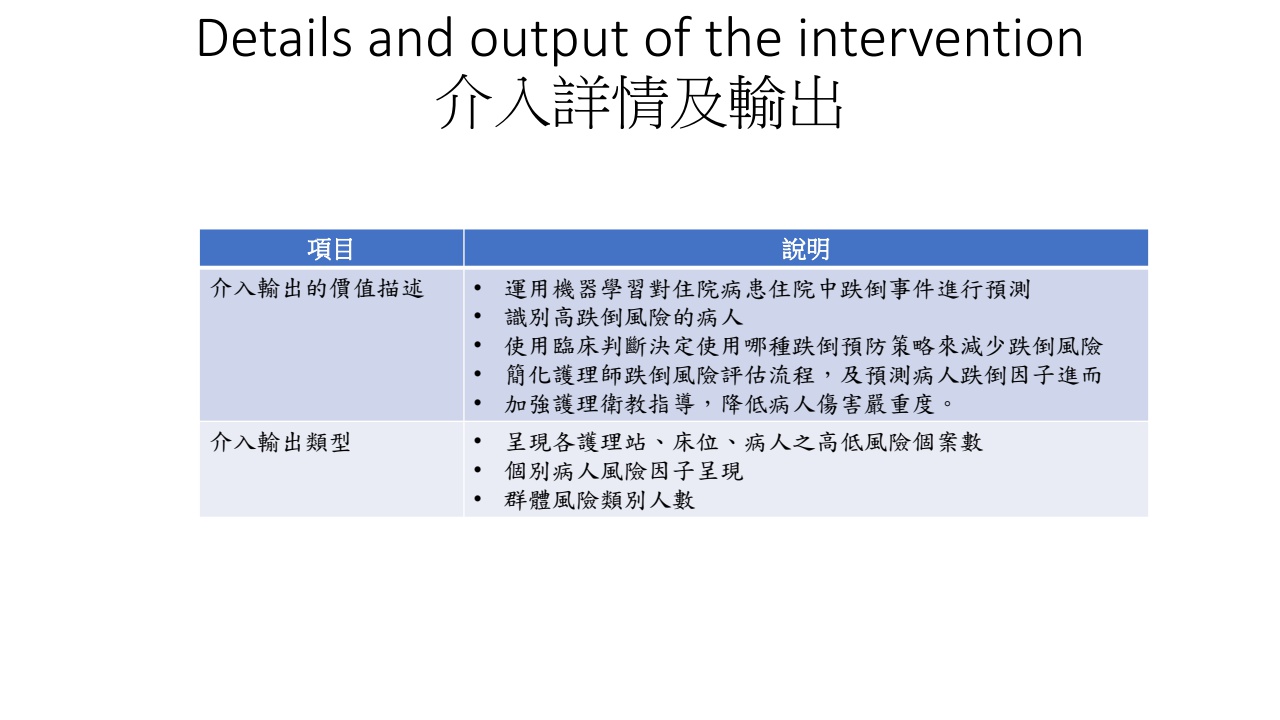 Details and output of the intervention
介入詳情及輸出
項目
說明
介入輸出的價值描述
• 運用機器學習對住院病患住院中跌倒事件進行預測
• 識別高跌倒風險的病人
• 使用臨床判斷決定使用哪種跌倒預防策略來減少跌倒風險
• 簡化護理師跌倒風險評估流程，及預測病人跌倒因子進而
• 加強護理衛教指導，降低病人傷害嚴重度。
介入輸出類型
• 呈現各護理站、床位、病人之高低風險個案數
• 個別病人風險因子呈現
• 群體風險類別人數